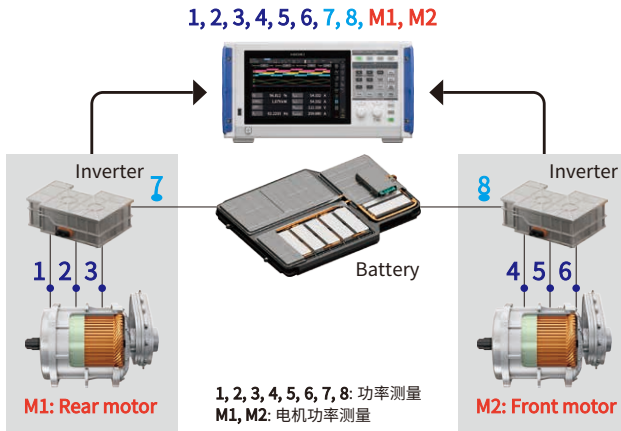 1, 2, 3, 4, 5, 6, 7, 8, M1, M2
HIOKI
Inverter
7
8
Inverter
Battery
1 2 3
4 5 6
M1: Rear motor
1, 2, 3, 4, 5, 6, 7, 8: 功率测量
M1, M2: 电机功率测量
M2: Front motor